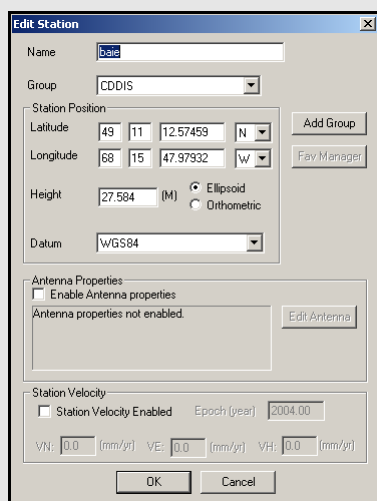 Edit Station
Name baie
Group CDDIS
Station Position
Latitude 49 11 12.57459 N
Add Group
Longitude 68 15 47.97932 W
Fav Manager
Height 27.584 (M) Ellipsoid
Orthometric
Datum WGS84
Antenna Properties
Enable Antenna properties
Antenna properties not enabled.
Edit Antenna
Station Velocity
Station Velocity Enabled Epoch (year) 2004.00
VN: 0.0 (mm/yr) VE: 0.0 (mm/yr) VH: 0.0 (mm/yr)
OK Cancel